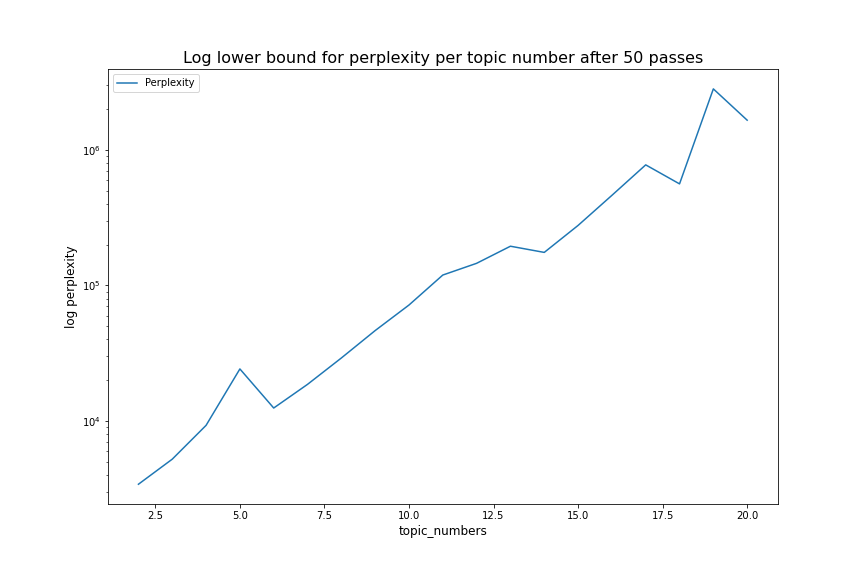 Log lower bound for perplexity per topic number after 50 passes
Perplexity
10⁶
10⁵
10⁴
log perplexity
2.5 5.0 7.5 10.0 12.5 15.0 17.5 20.0
topic_numbers